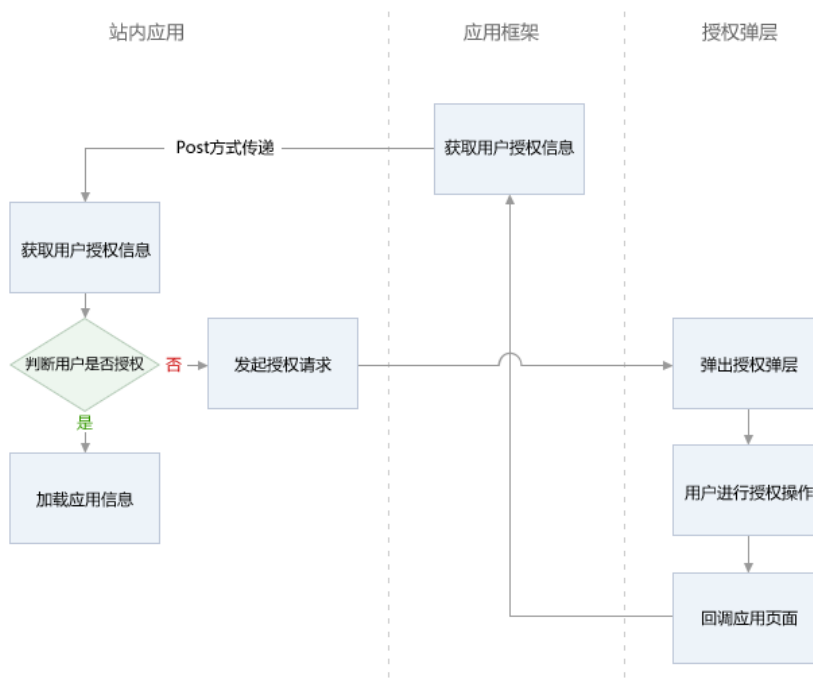 站内应用
应用框架
授权弹层
Post方式传递
获取用户授权信息
获取用户授权信息
判断用户是否授权
否
发起授权请求
弹出授权弹层
是
加载应用信息
用户进行授权操作
回调应用页面